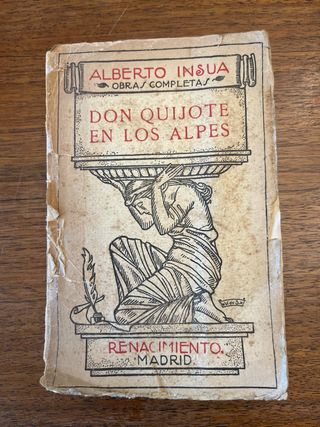 ALBERTO INSUA
OBRAS COMPLETAS
DON QUIJOTE
EN LOS ALPES
RENACIMIENTO.
MADRID